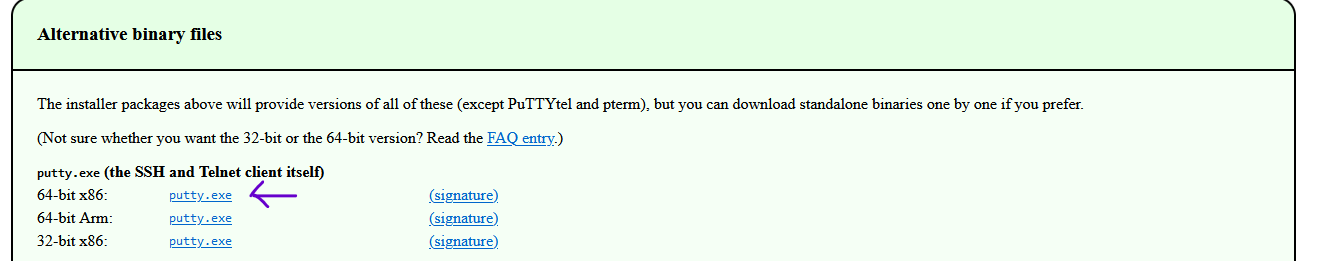 Alternative binary files
The installer packages above will provide versions of all of these (except PuTTYtel and pterm), but you can download standalone binaries one by one if you prefer.
(Not sure whether you want the 32-bit or the 64-bit version? Read the FAQ entry.)
putty.exe (the SSH and Telnet client itself)
64-bit x86: putty.exe (signature)
64-bit Arm: putty.exe (signature)
32-bit x86: putty.exe (signature)